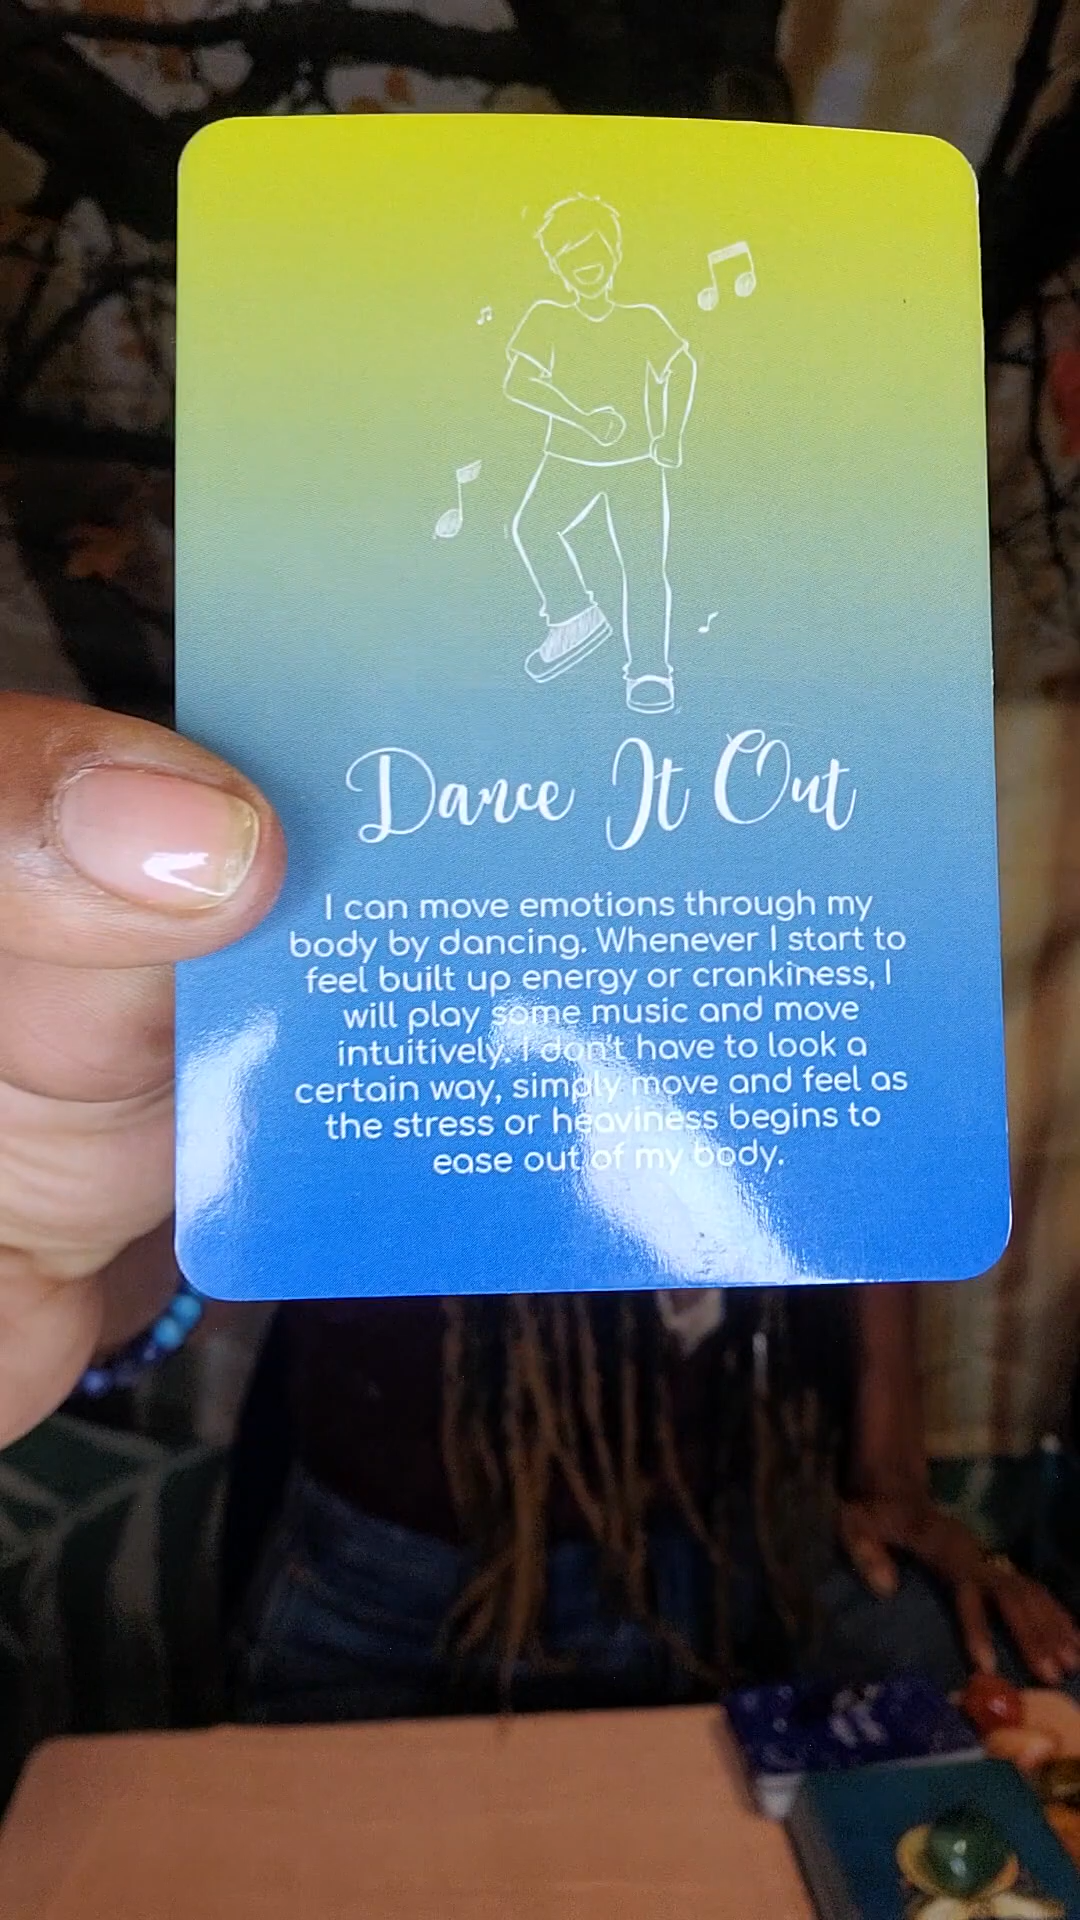 Dance It Out
I can move emotions through my
body by dancing. Whenever I start to
feel built up energy or crankiness, I
will play some music and move
intuitively. I don't have to look a
certain way, simply move and feel as
the stress or heaviness begins to
ease out of my body.